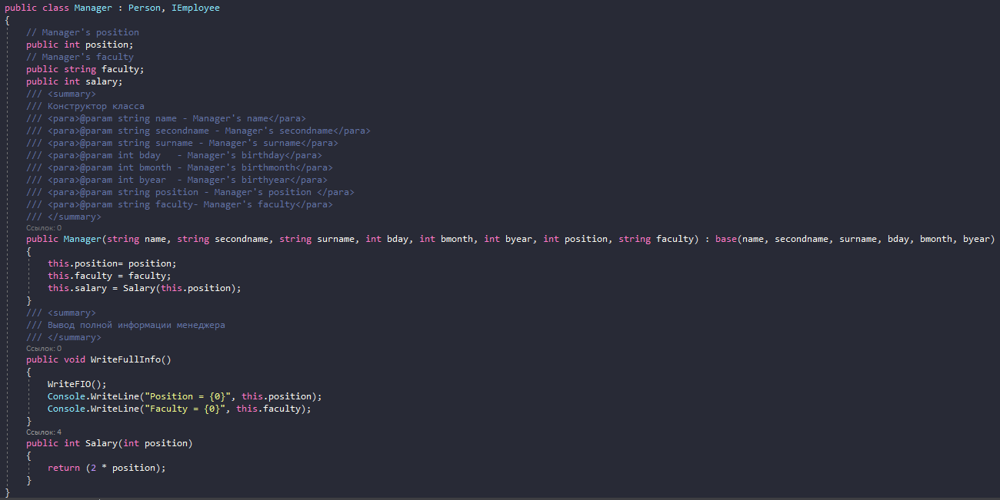 public class Manager : Person, IEmployee
{
// Manager's position
public int position;
// Manager's faculty
public string faculty;
public int salary;
/// <summary>
/// Конструктор класса
/// <para>@param string name - Manager's name</para>
/// <para>@param string secondname - Manager's secondname</para>
/// <para>@param string surname - Manager's surname</para>
/// <para>@param int bday   - Manager's birthday</para>
/// <para>@param int bmonth - Manager's birthmonth</para>
/// <para>@param int byear  - Manager's birthyear</para>
/// <para>@param string position - Manager's position </para>
/// <para>@param string faculty- Manager's faculty</para>
/// </summary>
Ссылок: 0
public Manager(string name, string secondname, string surname, int bday, int bmonth, int byear, int position, string faculty) : base(name, secondname, surname, bday, bmonth, byear)
{
this.position= position;
this.faculty = faculty;
this.salary = Salary(this.position);
}
/// <summary>
/// Вывод полной информации менеджера
/// </summary>
Ссылок: 0
public void WriteFullInfo()
{
WriteFIO();
Console.WriteLine("Position = {0}", this.position);
Console.WriteLine("Faculty = {0}", this.faculty);
}
Ссылок: 4
public int Salary(int position)
{
return (2 * position);
}
}